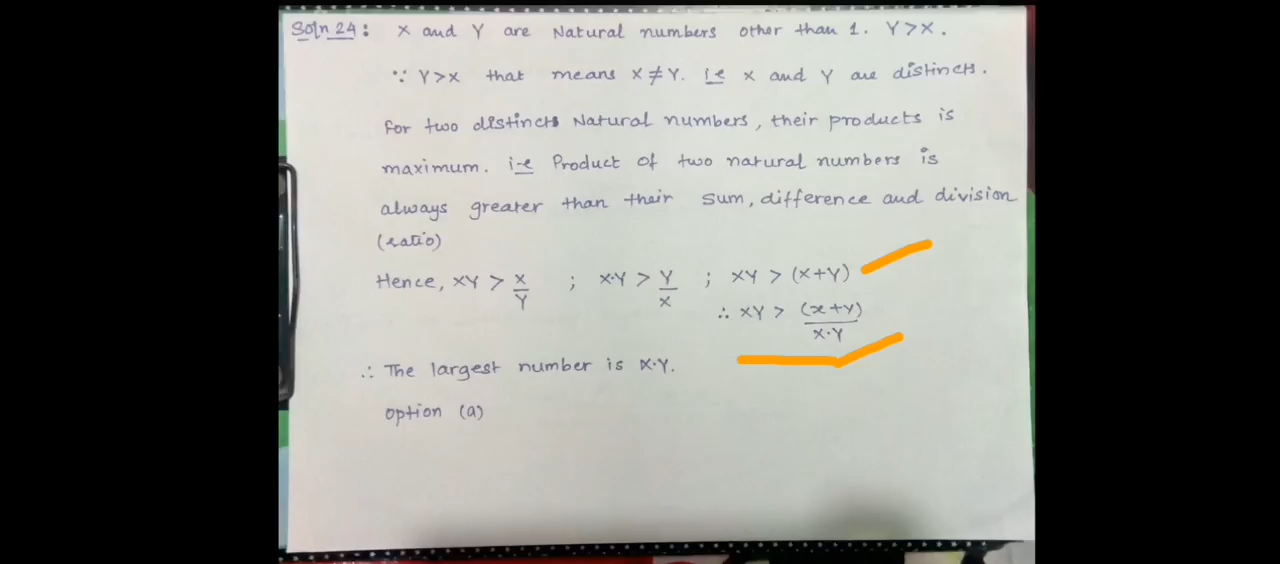 Soln 24: X and Y are Natural numbers other than 1. Y>X.
∵ Y>X that means X≠Y. i.e X and Y are distincts.
For two distincts Natural numbers, their products is
maximum. i.e Product of two natural numbers is
always greater than their sum, difference and division
(ratio)
Hence, XY > X/Y ; X·Y > Y/X ; XY > (X+Y)
∴ XY > (x+Y)/X·Y
∴ The largest number is X·Y.
option (a)